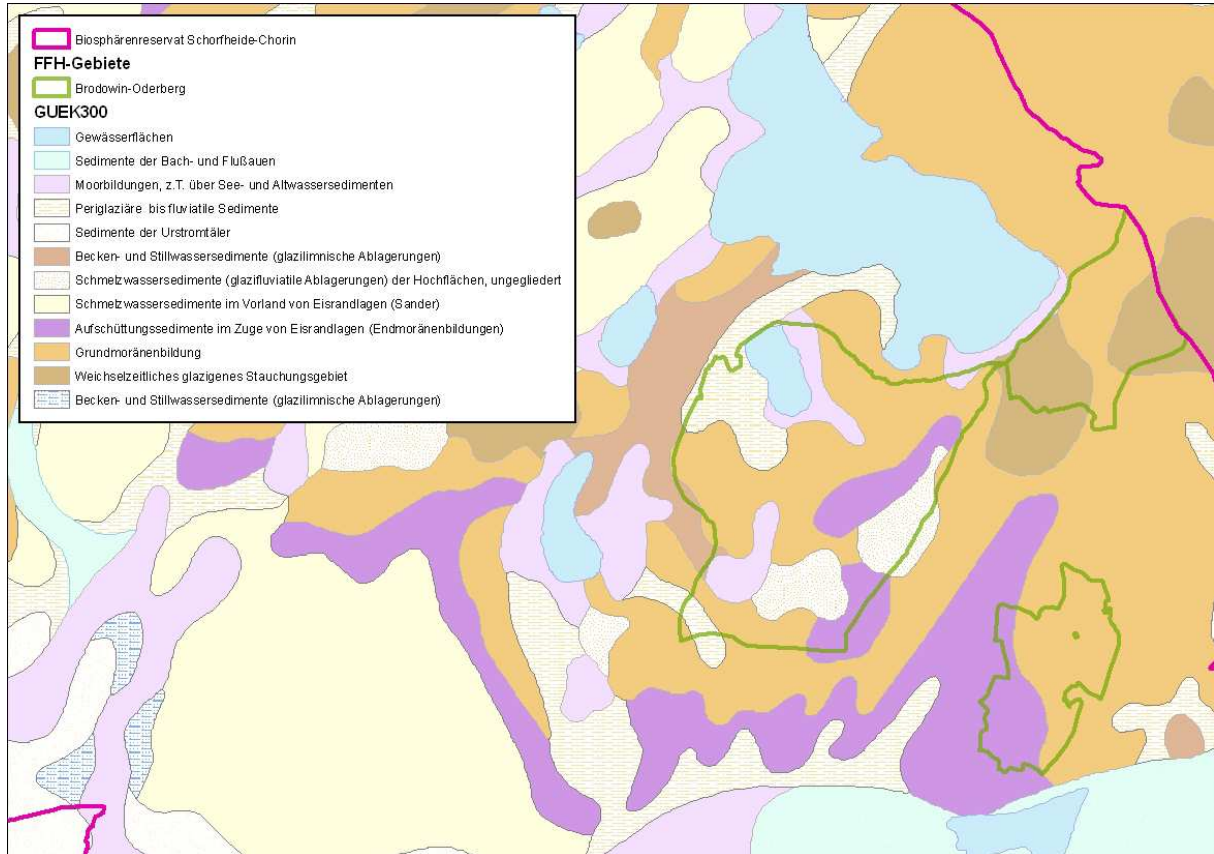 Biosphärenreservat Schorfheide-Chorin
FFH-Gebiete
Brodowin-Oderberg
GUEK300
Gewässerflächen
Sedimente der Bach- und Flußauen
Moorbildungen, z.T. über See- und Altwassersedimenten
Periglaziäre bis fluviatile Sedimente
Sedimente der Urstromtäler
Becken- und Stillwassersedimente (glazilimnische Ablagerungen)
Schmelzwassersedimente (glazifluviatile Ablagerungen) der Hochflächen, ungegliedert
Schmelzwassersedimente im Vorland von Eisrandlagen (Sander)
Aufschüttungssedimente im Zuge von Eisrandlagen (Endmoränenbildungen)
Grundmoränenbildung
Weichselzeitliches glazigenes Stauchungsgebiet
Becken- und Stillwassersedimente (glazilimnische Ablagerungen)